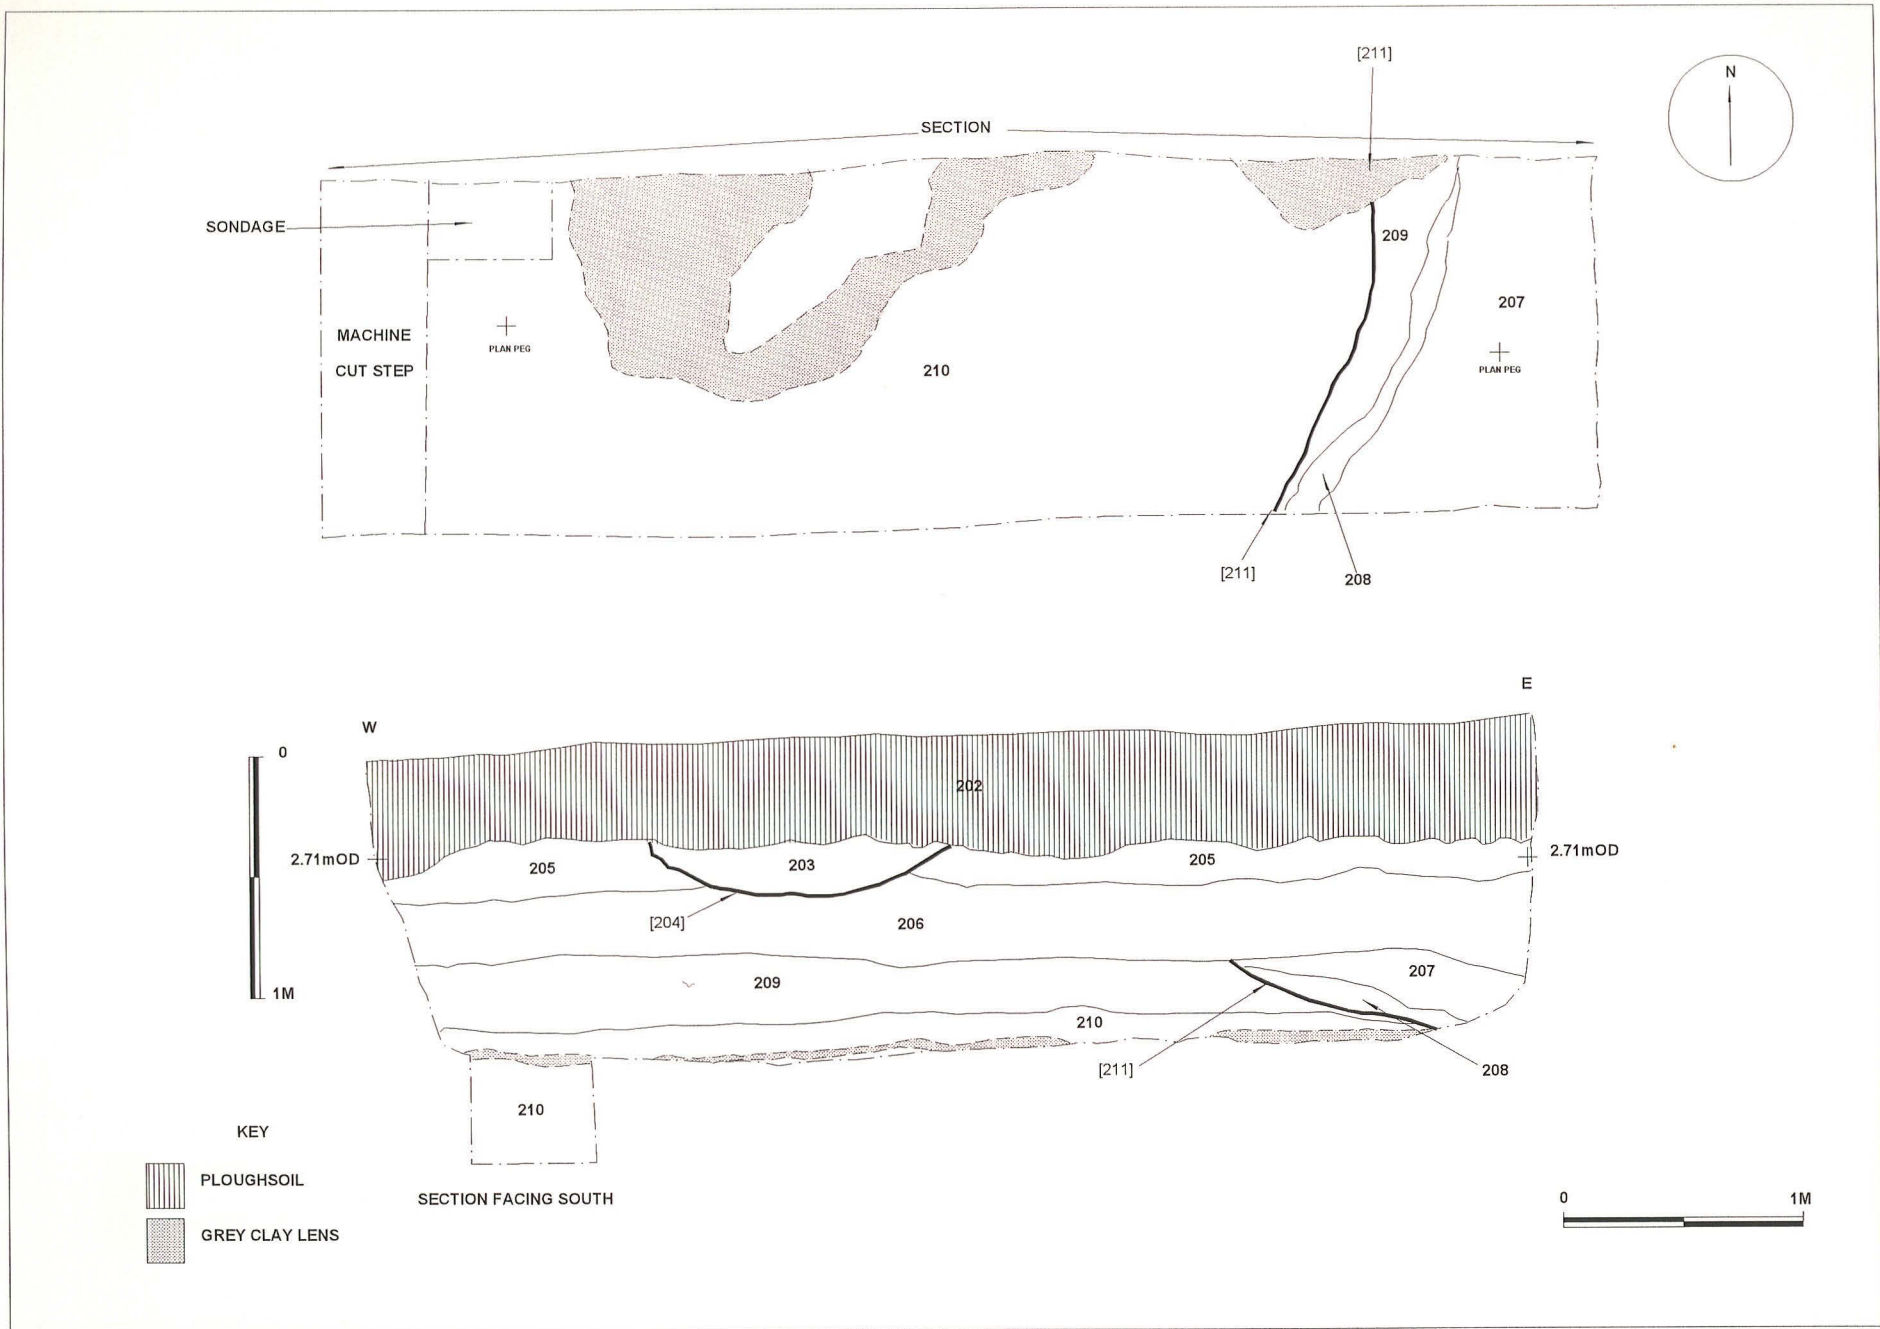 [211]
N
SECTION
SONDAGE
209
207
MACHINE
CUT STEP
PLAN PEG
PLAN PEG
210
[211]
208
E
W
0
202
2.71mOD
2.71mOD
205
203
205
[204]
206
207
209
1M
210
[211]
208
210
KEY
PLOUGHSOIL
SECTION FACING SOUTH
0
1M
GREY CLAY LENS